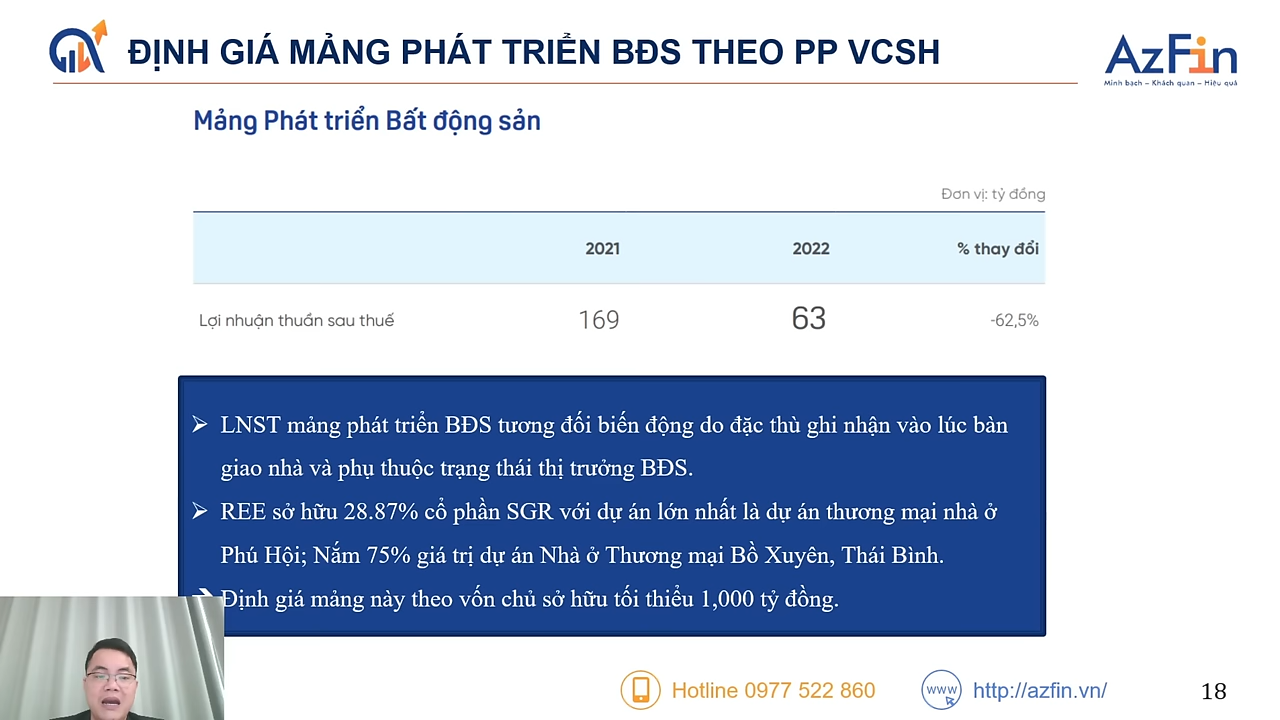 ĐỊNH GIÁ MẢNG PHÁT TRIỂN BĐS THEO PP VCSH
AzFin
Minh bạch – Khách quan – Hiệu quả
Mảng Phát triển Bất động sản
Đơn vị: tỷ đồng
2021 2022 % thay đổi
Lợi nhuận thuần sau thuế 169 63 -62,5%
➢ LNST mảng phát triển BĐS tương đối biến động do đặc thù ghi nhận vào lúc bàn
giao nhà và phụ thuộc trạng thái thị trưởng BĐS.
➢ REE sở hữu 28.87% cổ phần SGR với dự án lớn nhất là dự án thương mại nhà ở
Phú Hội; Nắm 75% giá trị dự án Nhà ở Thương mại Bồ Xuyên, Thái Bình.
Định giá mảng này theo vốn chủ sở hữu tối thiểu 1,000 tỷ đồng.
Hotline 0977 522 860
www
http://azfin.vn/
18